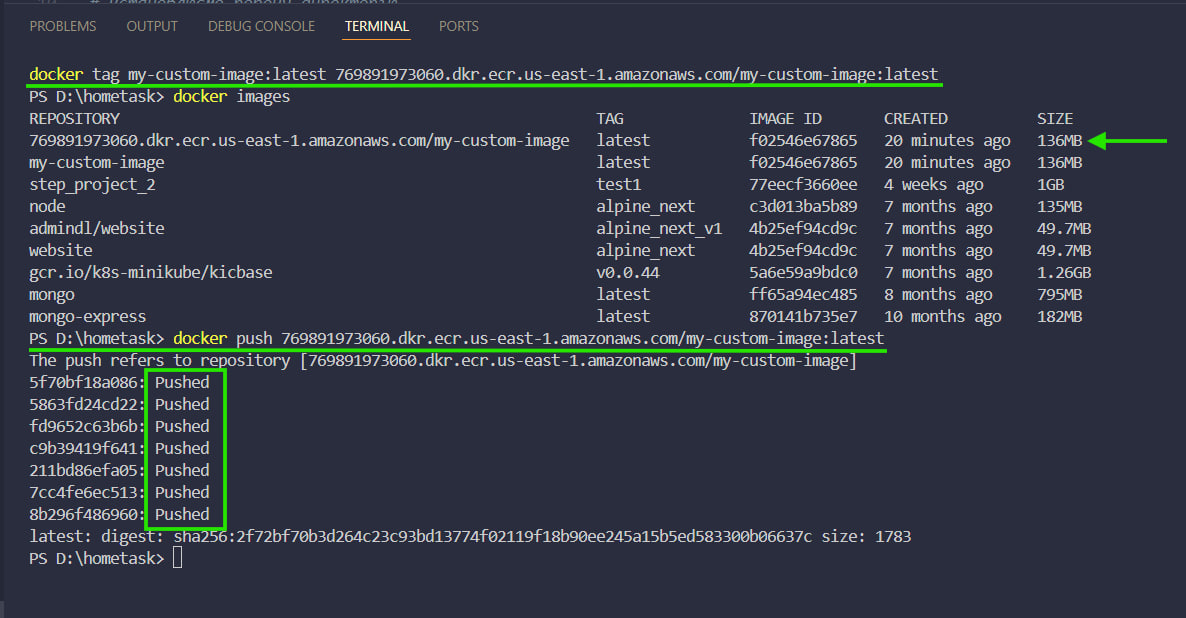 PROBLEMS OUTPUT DEBUG CONSOLE TERMINAL PORTS
docker tag my-custom-image:latest 769891973060.dkr.ecr.us-east-1.amazonaws.com/my-custom-image:latest
PS D:\hometask> docker images
REPOSITORY TAG IMAGE ID CREATED SIZE
769891973060.dkr.ecr.us-east-1.amazonaws.com/my-custom-image latest f02546e67865 20 minutes ago 136MB
my-custom-image latest f02546e67865 20 minutes ago 136MB
step_project_2 test1 77eecf3660ee 4 weeks ago 1GB
node alpine_next c3d013ba5b89 7 months ago 135MB
admindl/website alpine_next_v1 4b25ef94cd9c 7 months ago 49.7MB
website alpine_next 4b25ef94cd9c 7 months ago 49.7MB
gcr.io/k8s-minikube/kicbase v0.0.44 5a6e59a9bdc0 7 months ago 1.26GB
mongo latest ff65a94ec485 8 months ago 795MB
mongo-express latest 870141b735e7 10 months ago 182MB
PS D:\hometask> docker push 769891973060.dkr.ecr.us-east-1.amazonaws.com/my-custom-image:latest
The push refers to repository [769891973060.dkr.ecr.us-east-1.amazonaws.com/my-custom-image]
5f70bf18a086: Pushed
5863fd24cd22: Pushed
fd9652c63b6b: Pushed
c9b39419f641: Pushed
211bd86efa05: Pushed
7cc4fe6ec513: Pushed
8b296f486960: Pushed
latest: digest: sha256:2f72bf70b3d264c23c93bd13774f02119f18b90ee245a15b5ed583300b06637c size: 1783
PS D:\hometask>